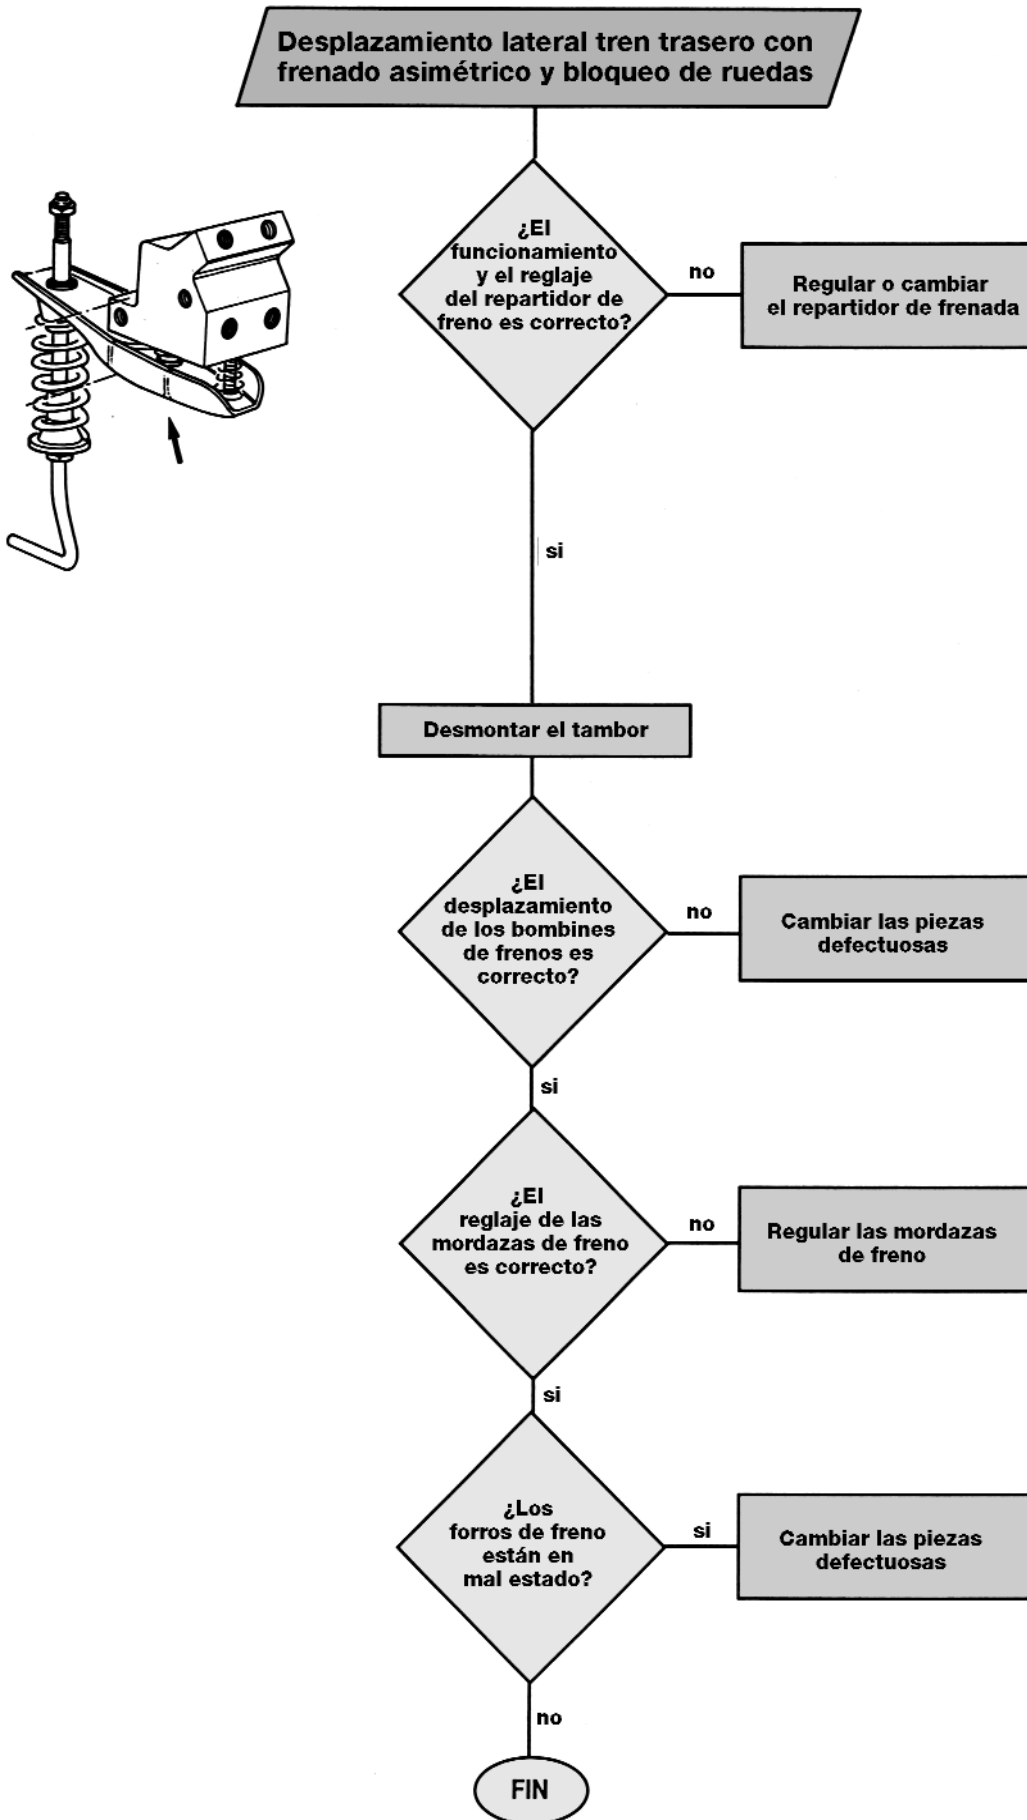 Desplazamiento lateral tren trasero con
frenado asimétrico y bloqueo de ruedas
¿El
funcionamiento
y el reglaje
del repartidor de
freno es correcto?
no
Regular o cambiar
el repartidor de frenada
si
Desmontar el tambor
¿El
desplazamiento
de los bombines
de frenos es
correcto?
no
Cambiar las piezas
defectuosas
si
¿El
reglaje de las
mordazas de freno
es correcto?
no
Regular las mordazas
de freno
si
¿Los
forros de freno
están en
mal estado?
si
Cambiar las piezas
defectuosas
no
FIN